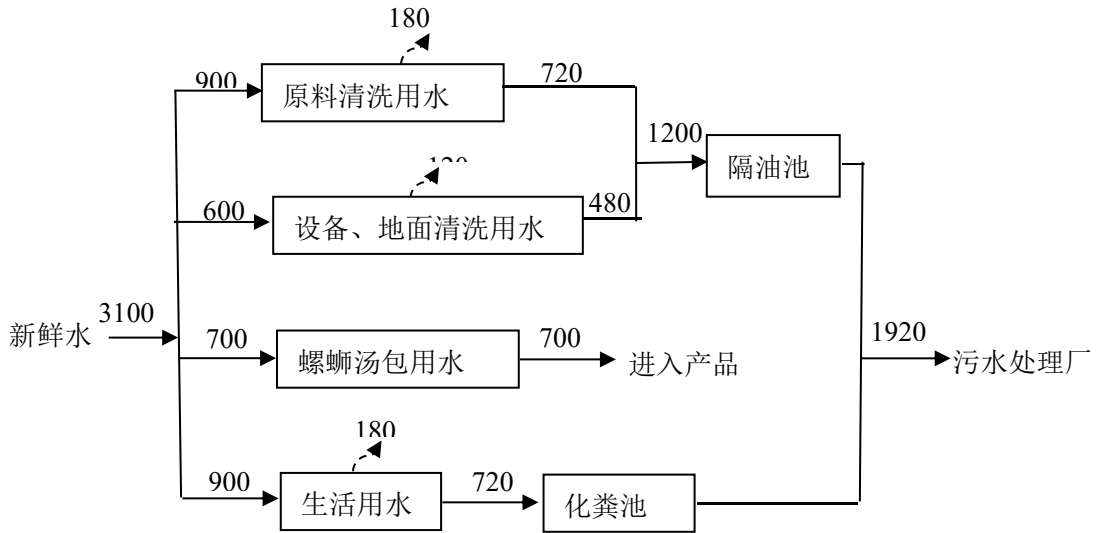 180
900
原料清洗用水
720
1200
隔油池
120
600
设备、地面清洗用水
480
新鲜水
3100
700
螺蛳汤包用水
700
进入产品
1920
污水处理厂
180
900
生活用水
720
化粪池